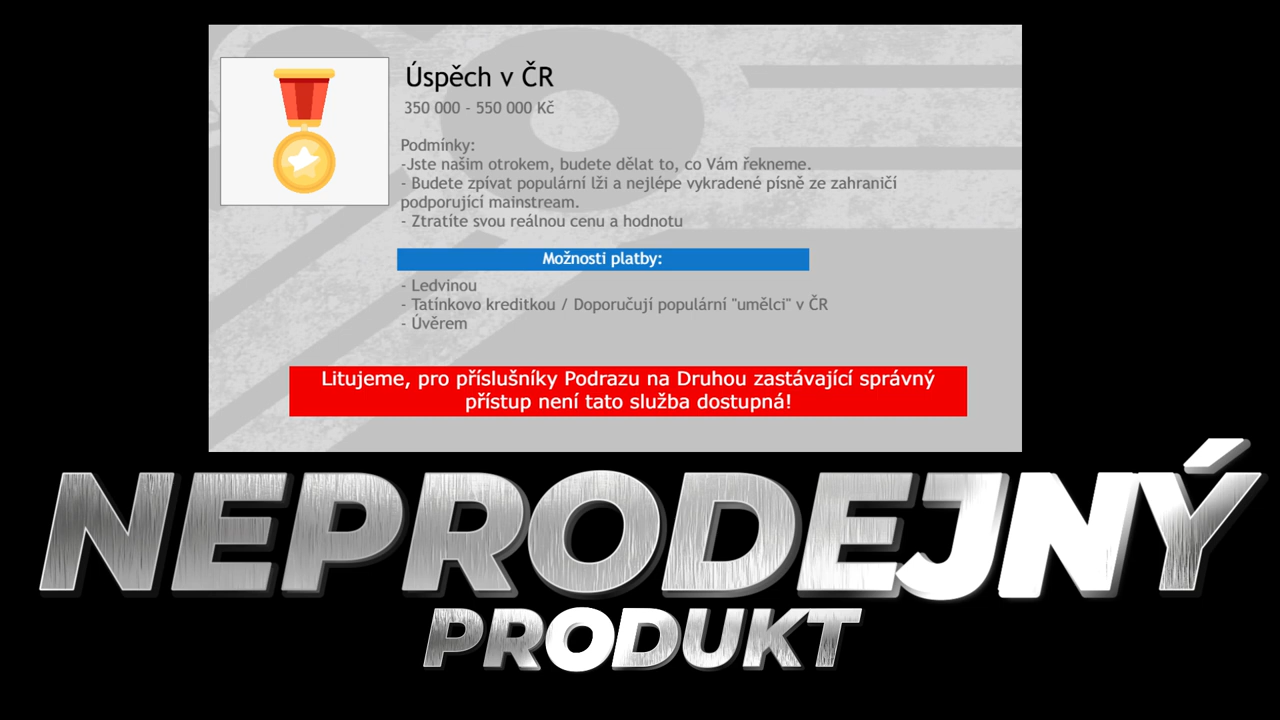 Úspěch v ČR
350 000 - 550 000 Kč
Podmínky:
-Jste našim otrokem, budete dělat to, co Vám řekneme.
- Budete zpívat populární lži a nejlépe vykradené písně ze zahraničí
podporující mainstream.
- Ztratíte svou reálnou cenu a hodnotu
Možnosti platby:
- Ledvinou
- Tatínkovo kreditkou / Doporučují populární "umělci" v ČR
- Úvěrem
Litujeme, pro příslušníky Podrazu na Druhou zastávající správný
přístup není tato služba dostupná!
NEPRODEJNÝ
PRODUKT